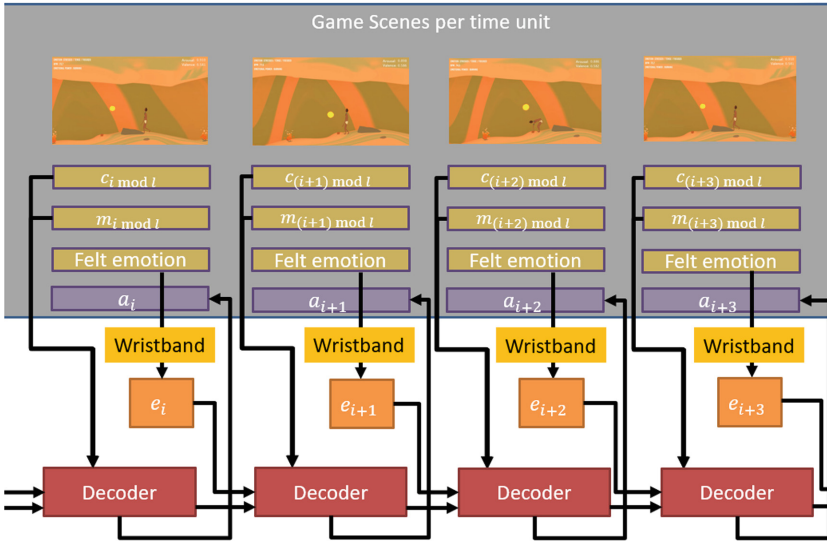 Game Scenes per time unit
c_{i mod l} c_{(i+1) mod l} c_{(i+2) mod l} c_{(i+3) mod l}
m_{i mod l} m_{(i+1) mod l} m_{(i+2) mod l} m_{(i+3) mod l}
Felt emotion Felt emotion Felt emotion Felt emotion
a_i a_{i+1} a_{i+2} a_{i+3}
Wristband Wristband Wristband Wristband
e_i e_{i+1} e_{i+2} e_{i+3}
Decoder Decoder Decoder Decoder